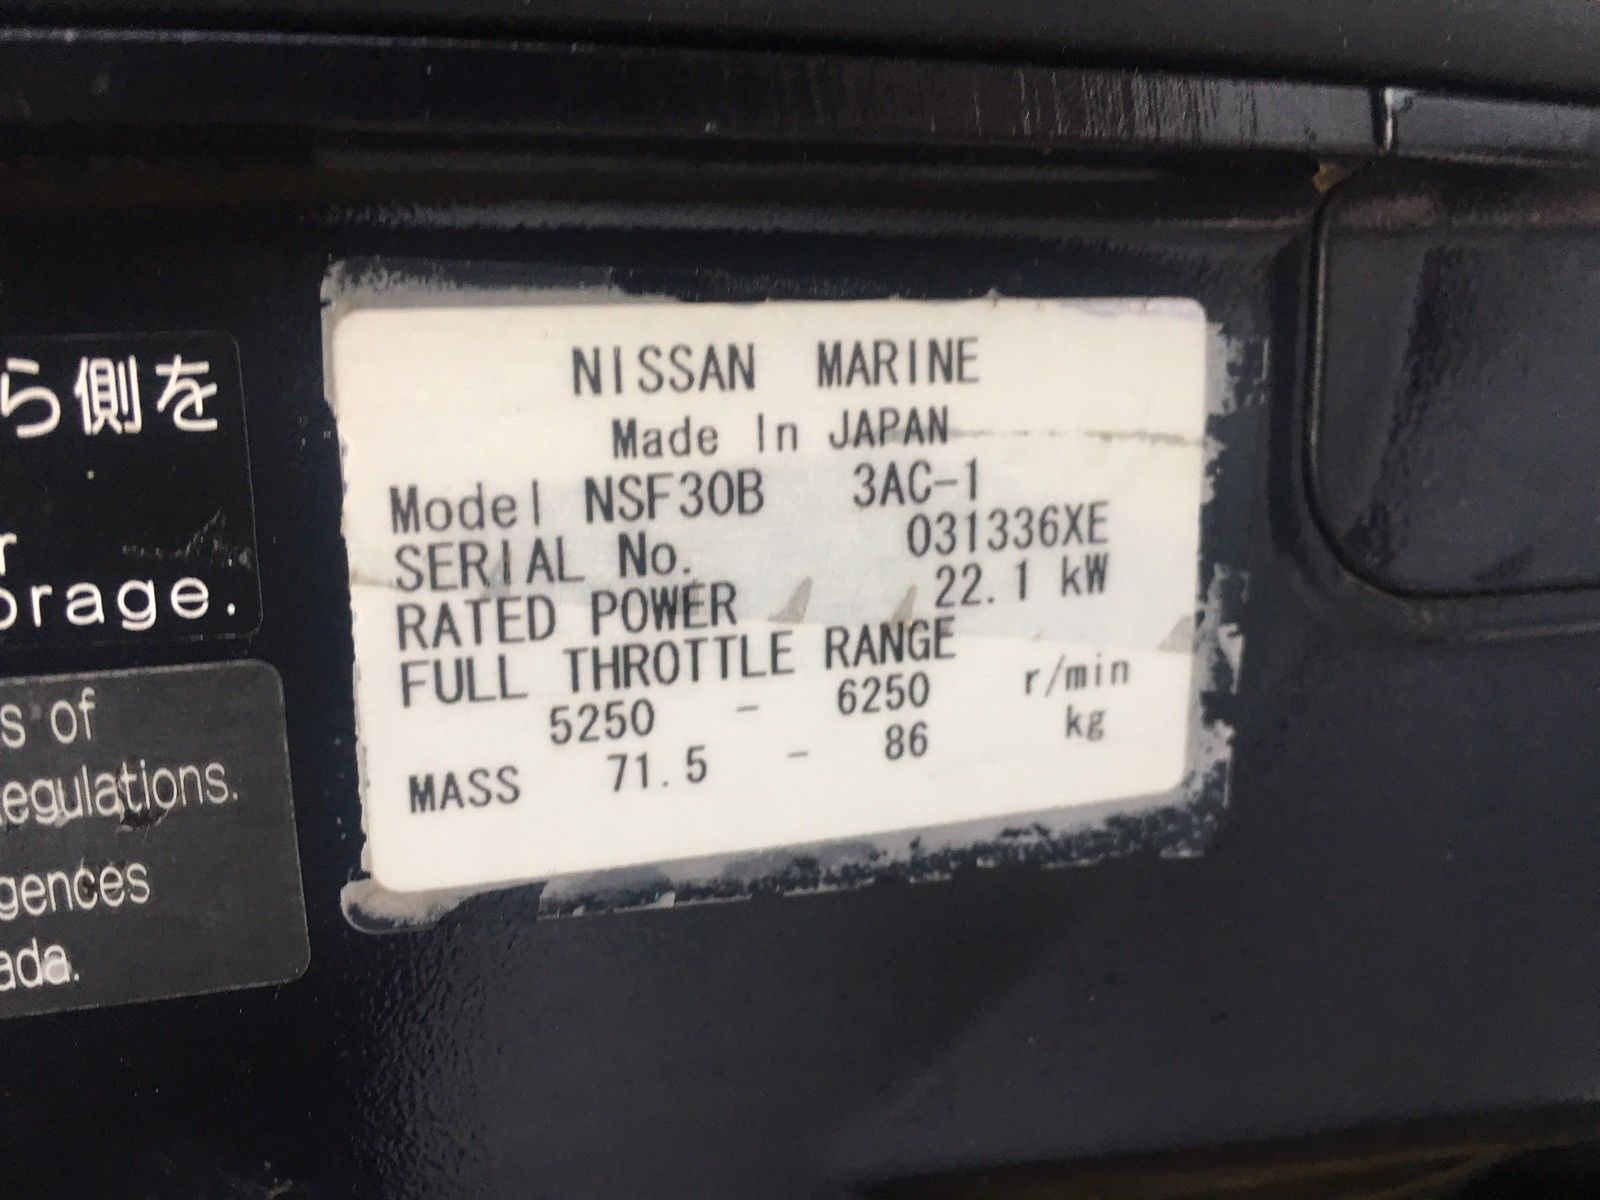 NISSAN MARINE
Made In JAPAN
Model NSF30B 3AC-1
SERIAL No. 031336XE
RATED POWER 22.1 kW
FULL THROTTLE RANGE
5250 - 6250 r/min
MASS 71.5 - 86 kg
ら側を
r
orage.
s of
egulations.
gences
ada.